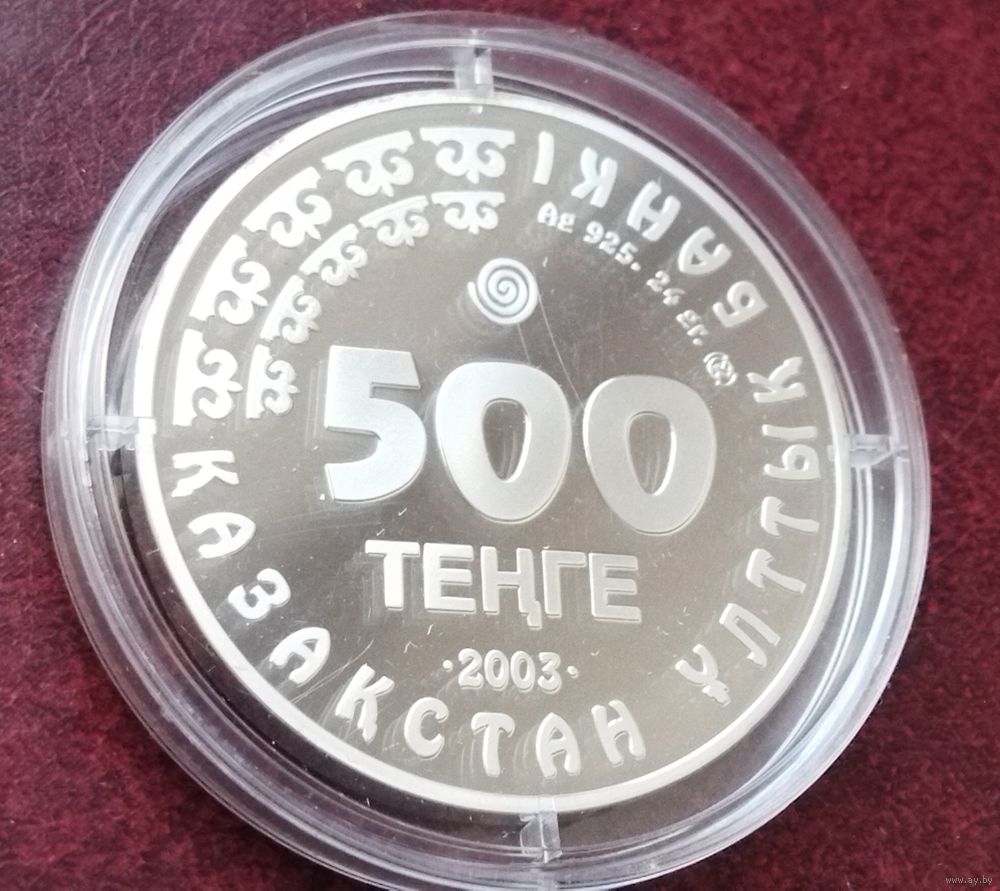 ҚАЗАҚСТАН ҰЛТТЫҚ БАНКІ
Ag 925. 24 gr.
500
ТЕҢГЕ
·2003·
www.ay.by